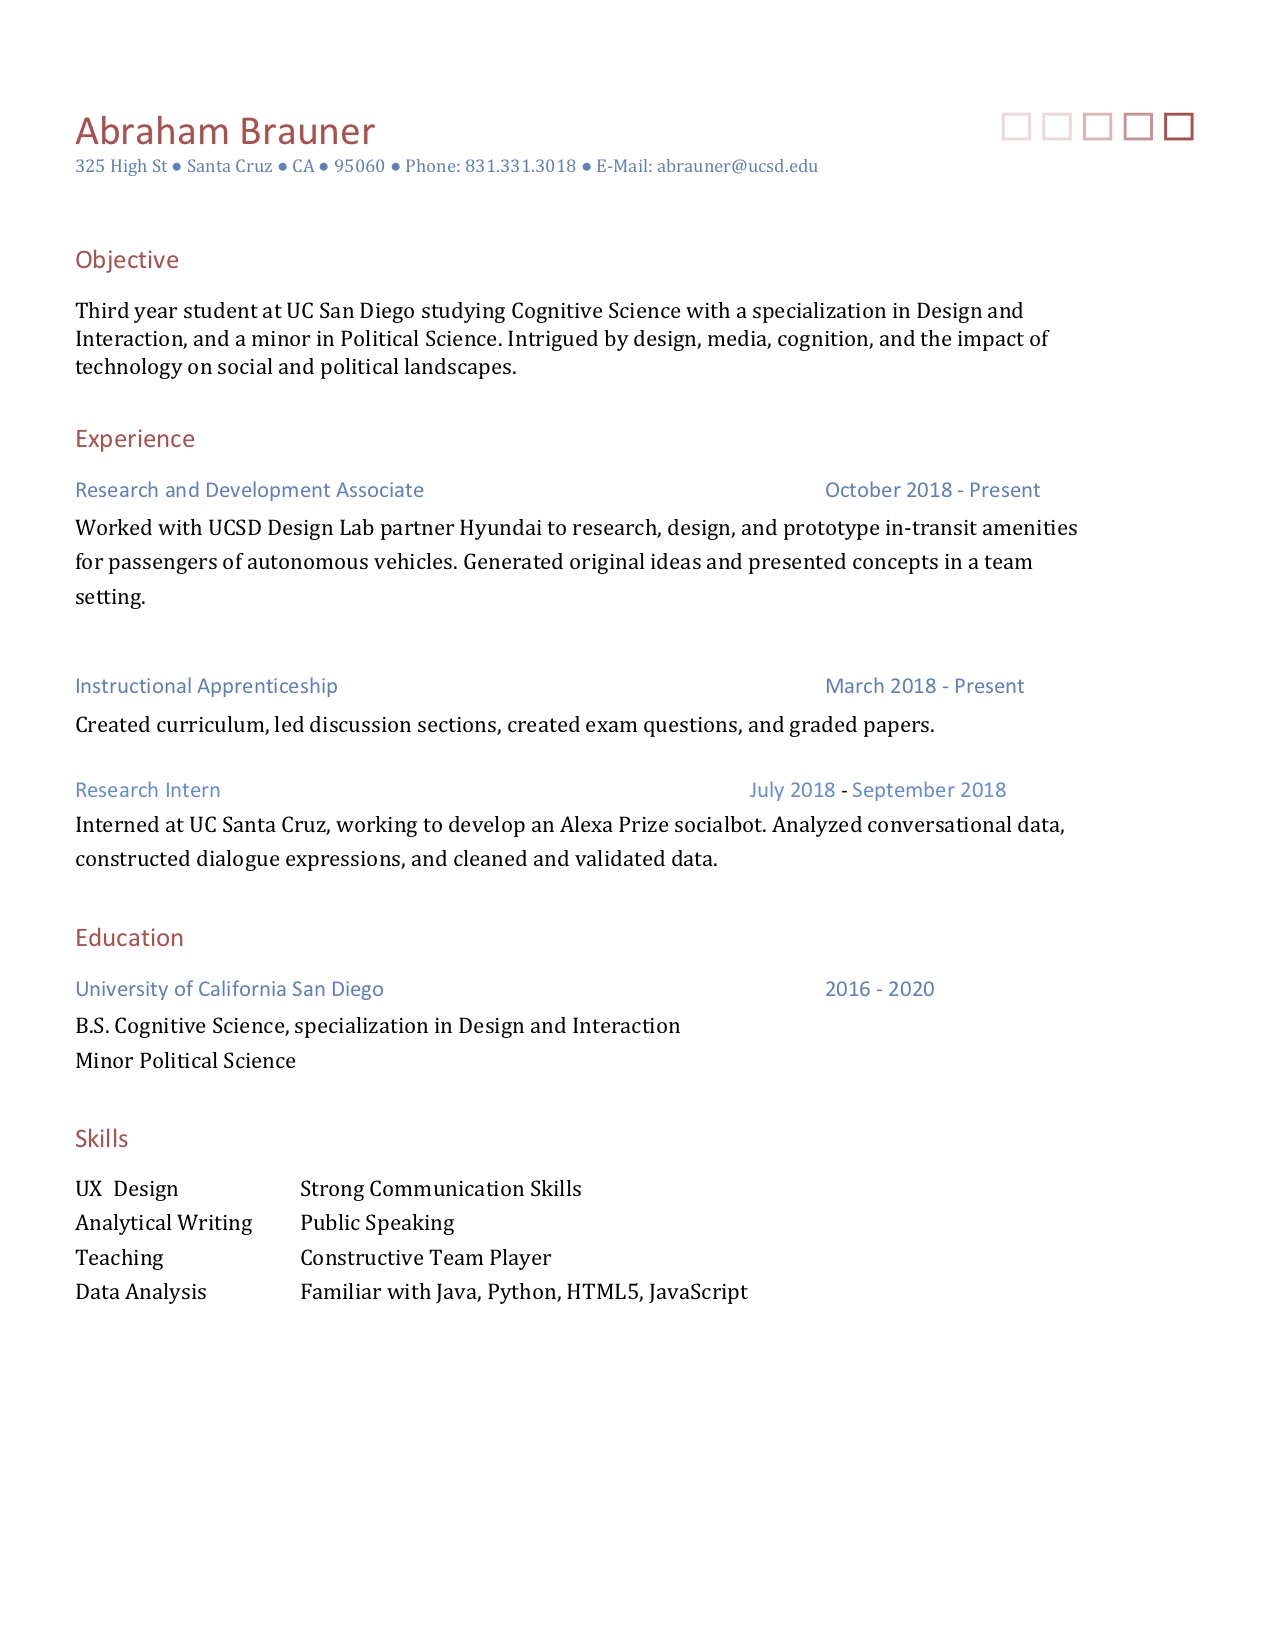 Abraham Brauner
325 High St ● Santa Cruz ● CA ● 95060 ● Phone: 831.331.3018 ● E-Mail: abrauner@ucsd.edu
Objective
Third year student at UC San Diego studying Cognitive Science with a specialization in Design and
Interaction, and a minor in Political Science. Intrigued by design, media, cognition, and the impact of
technology on social and political landscapes.
Experience
Research and Development Associate October 2018 - Present
Worked with UCSD Design Lab partner Hyundai to research, design, and prototype in-transit amenities
for passengers of autonomous vehicles. Generated original ideas and presented concepts in a team
setting.
Instructional Apprenticeship March 2018 - Present
Created curriculum, led discussion sections, created exam questions, and graded papers.
Research Intern July 2018 - September 2018
Interned at UC Santa Cruz, working to develop an Alexa Prize socialbot. Analyzed conversational data,
constructed dialogue expressions, and cleaned and validated data.
Education
University of California San Diego 2016 - 2020
B.S. Cognitive Science, specialization in Design and Interaction
Minor Political Science
Skills
UX  Design Strong Communication Skills
Analytical Writing Public Speaking
Teaching Constructive Team Player
Data Analysis Familiar with Java, Python, HTML5, JavaScript